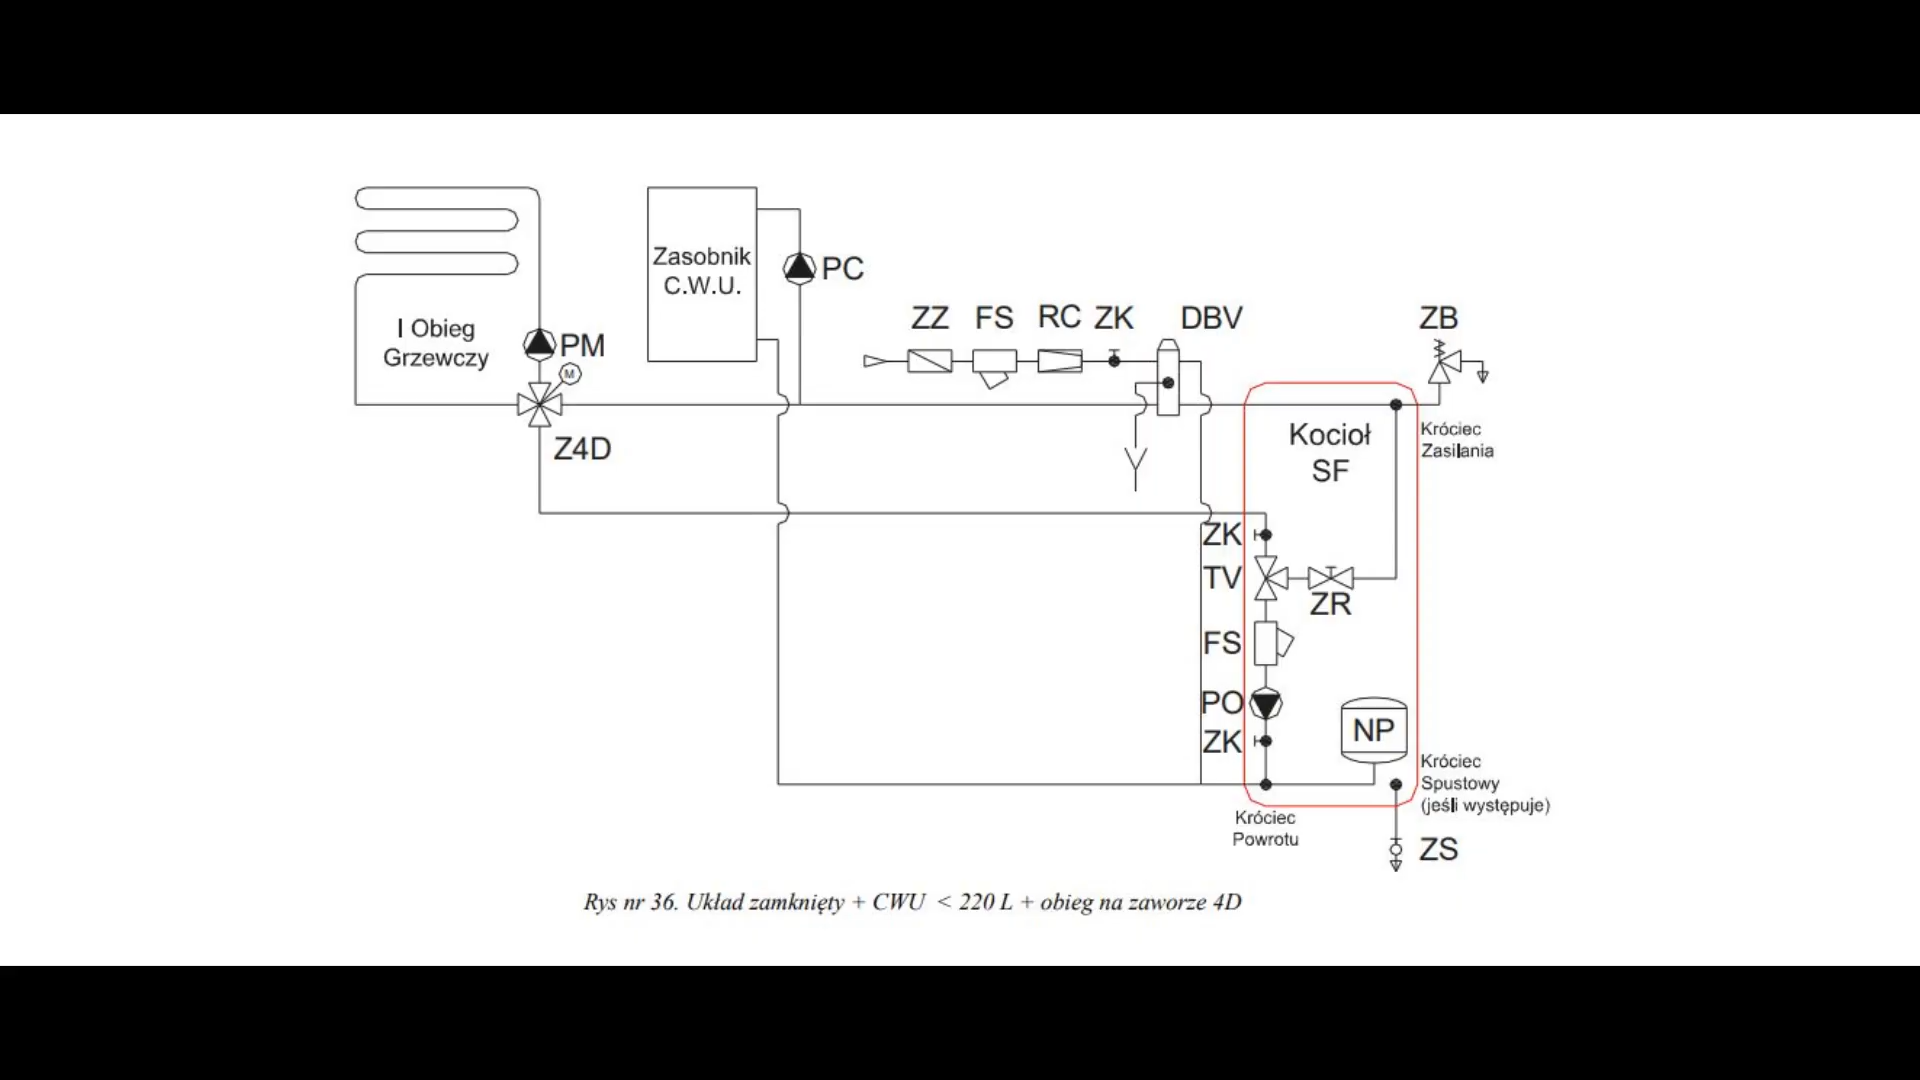 Zasobnik
C.W.U.
PC
I Obieg
Grzewczy
PM
M
Z4D
ZZ
FS
RC
ZK
DBV
ZB
Kocioł
SF
Króciec
Zasilania
ZK
TV
ZR
FS
PO
ZK
NP
Króciec
Spustowy
(jeśli występuje)
Króciec
Powrotu
ZS
Rys nr 36. Układ zamknięty + CWU < 220 L + obieg na zaworze 4D